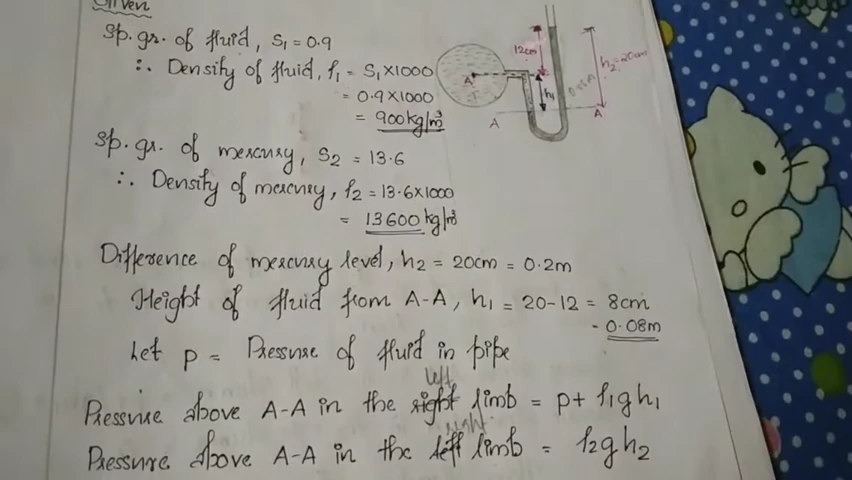 Given
Sp. gr. of fluid, S1 = 0.9
∴ Density of fluid, ρ1 = S1 × 1000
= 0.9 × 1000
= 900 kg/m³
12cm
h2 = 20cm
A
h1
A
A
Sp. gr. of mercury, S2 = 13.6
∴ Density of mercury, ρ2 = 13.6 × 1000
= 13600 kg/m³
Difference of mercury level, h2 = 20cm = 0.2m
Height of fluid from A-A, h1 = 20-12 = 8cm
= 0.08m
Let p = Pressure of fluid in pipe
left
Pressure above A-A in the right limb = p + ρ1gh1
right
Pressure above A-A in the left limb = ρ2gh2